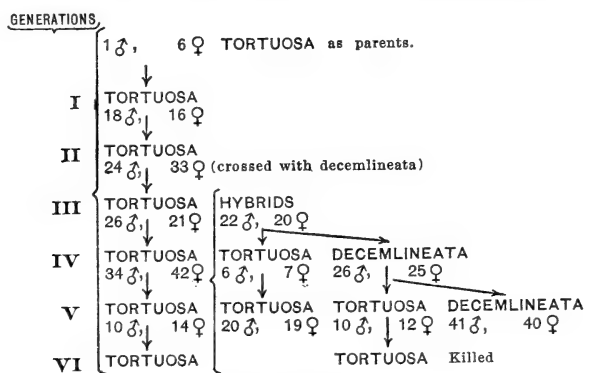 GENERATIONS
1♂, 6♀ TORTUOSA as parents.
I TORTUOSA
18♂, 16♀
II TORTUOSA
24♂, 33♀ (crossed with decemlineata)
III TORTUOSA HYBRIDS
26♂, 21♀ 22♂, 20♀
IV TORTUOSA TORTUOSA DECEMLINEATA
34♂, 42♀ 6♂, 7♀ 26♂, 25♀
V TORTUOSA TORTUOSA TORTUOSA DECEMLINEATA
10♂, 14♀ 20♂, 19♀ 10♂, 12♀ 41♂, 40♀
VI TORTUOSA TORTUOSA Killed